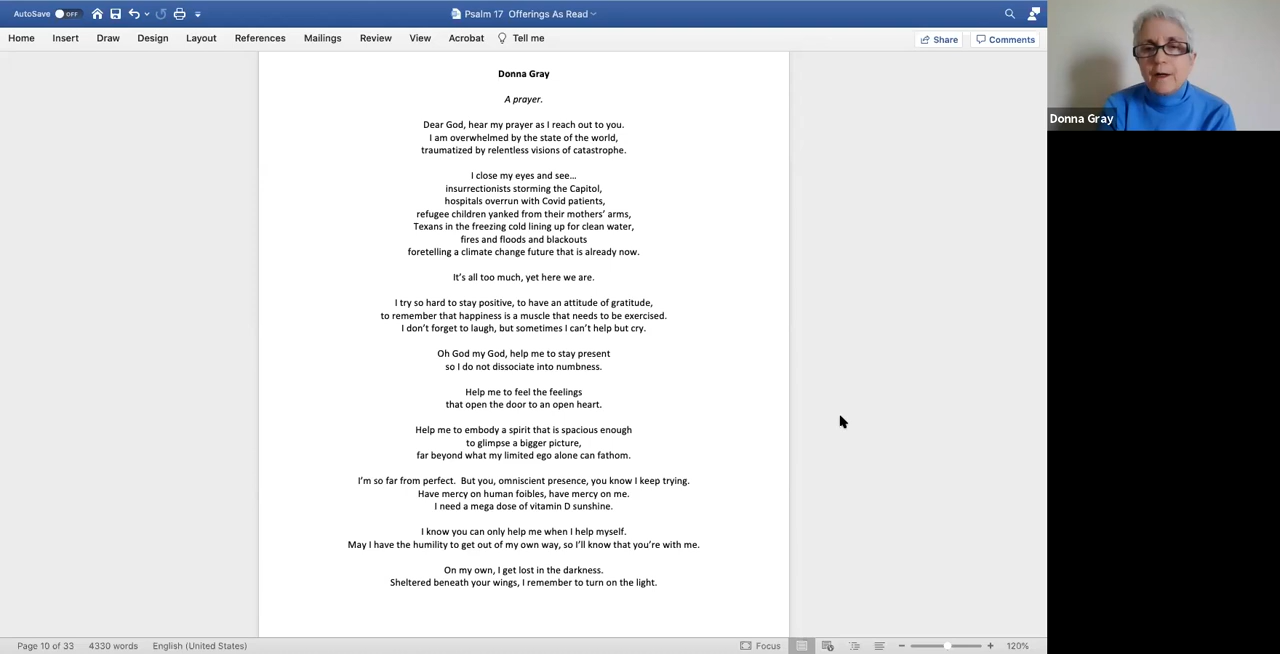 AutoSave OFF
Psalm 17 Offerings As Read
Home Insert Draw Design Layout References Mailings Review View Acrobat Tell me
Share Comments
Donna Gray
A prayer.
Dear God, hear my prayer as I reach out to you.
I am overwhelmed by the state of the world,
traumatized by relentless visions of catastrophe.
I close my eyes and see…
insurrectionists storming the Capitol,
hospitals overrun with Covid patients,
refugee children yanked from their mothers’ arms,
Texans in the freezing cold lining up for clean water,
fires and floods and blackouts
foretelling a climate change future that is already now.
It’s all too much, yet here we are.
I try so hard to stay positive, to have an attitude of gratitude,
to remember that happiness is a muscle that needs to be exercised.
I don’t forget to laugh, but sometimes I can’t help but cry.
Oh God my God, help me to stay present
so I do not dissociate into numbness.
Help me to feel the feelings
that open the door to an open heart.
Help me to embody a spirit that is spacious enough
to glimpse a bigger picture,
far beyond what my limited ego alone can fathom.
I’m so far from perfect.  But you, omniscient presence, you know I keep trying.
Have mercy on human foibles, have mercy on me.
I need a mega dose of vitamin D sunshine.
I know you can only help me when I help myself.
May I have the humility to get out of my own way, so I’ll know that you’re with me.
On my own, I get lost in the darkness.
Sheltered beneath your wings, I remember to turn on the light.
Page 10 of 33 4330 words English (United States) Focus 120%
Donna Gray